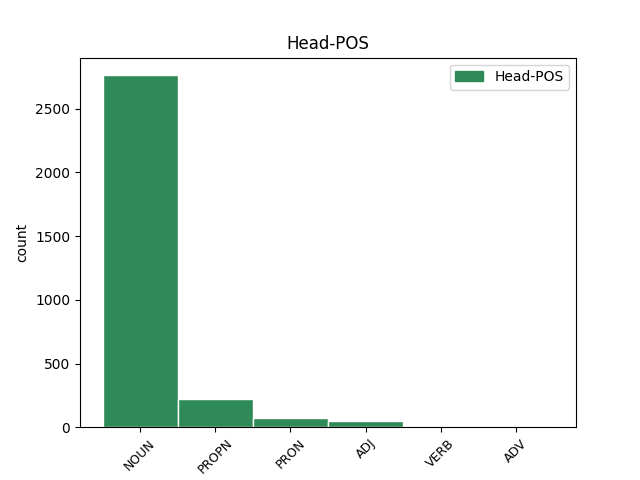 Head-POS
Head-POS
2500
2000
1500
1000
500
0
count
NOUN
PROPN
PRON
ADJ
VERB
ADV